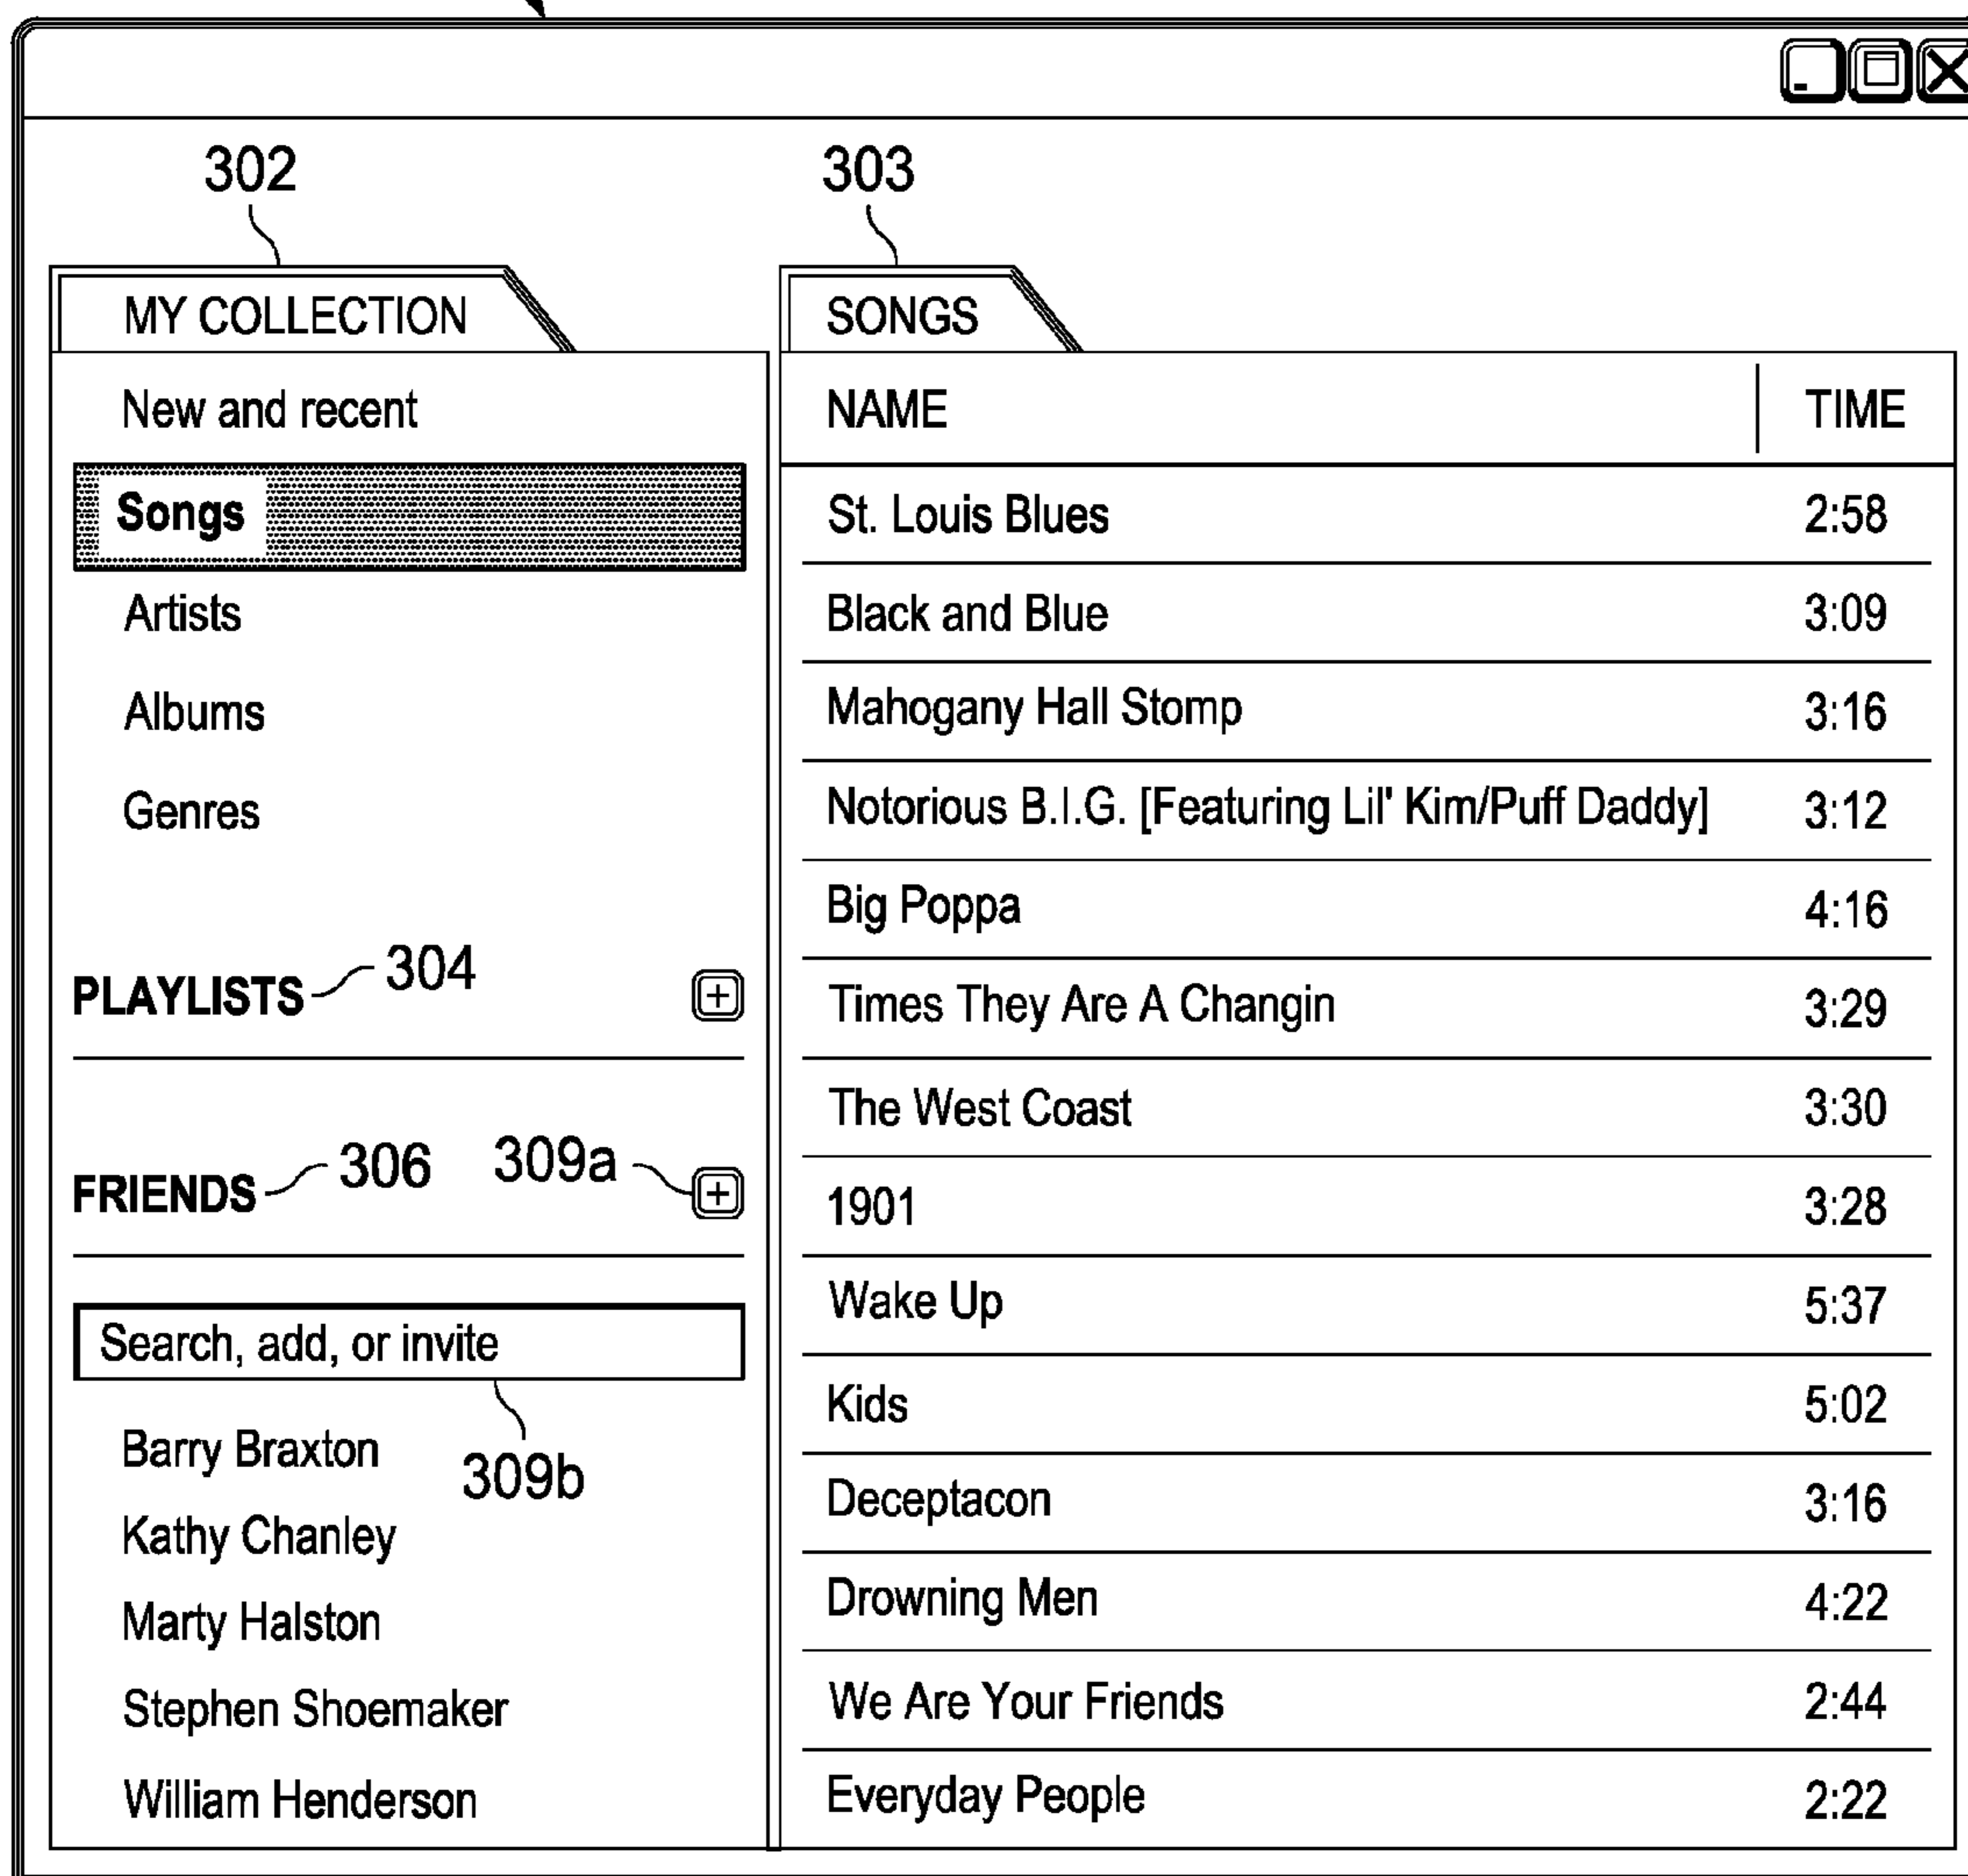 302
303
MY COLLECTION
New and recent
Songs
Artists
Albums
Genres
PLAYLISTS 304
FRIENDS 306 309a
Search, add, or invite
309b
Barry Braxton
Kathy Chanley
Marty Halston
Stephen Shoemaker
William Henderson
SONGS
NAME TIME
St. Louis Blues 2:58
Black and Blue 3:09
Mahogany Hall Stomp 3:16
Notorious B.I.G. [Featuring Lil' Kim/Puff Daddy] 3:12
Big Poppa 4:16
Times They Are A Changin 3:29
The West Coast 3:30
1901 3:28
Wake Up 5:37
Kids 5:02
Deceptacon 3:16
Drowning Men 4:22
We Are Your Friends 2:44
Everyday People 2:22